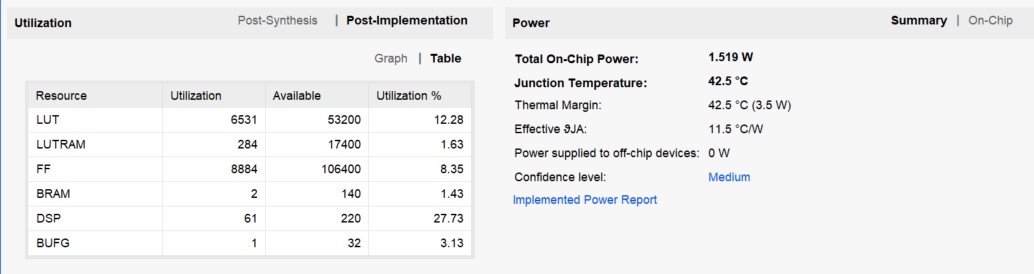 Utilization Post-Synthesis | Post-Implementation
Graph | Table
Resource Utilization Available Utilization %
LUT 6531 53200 12.28
LUTRAM 284 17400 1.63
FF 8884 106400 8.35
BRAM 2 140 1.43
DSP 61 220 27.73
BUFG 1 32 3.13
Power Summary | On-Chip
Total On-Chip Power: 1.519 W
Junction Temperature: 42.5 °C
Thermal Margin: 42.5 °C (3.5 W)
Effective ϑJA: 11.5 °C/W
Power supplied to off-chip devices: 0 W
Confidence level: Medium
Implemented Power Report